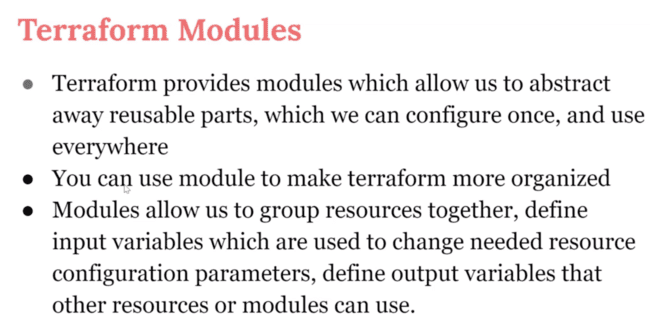 Terraform Modules
● Terraform provides modules which allow us to abstract
away reusable parts, which we can configure once, and use
everywhere
● You can use module to make terraform more organized
● Modules allow us to group resources together, define
input variables which are used to change needed resource
configuration parameters, define output variables that
other resources or modules can use.